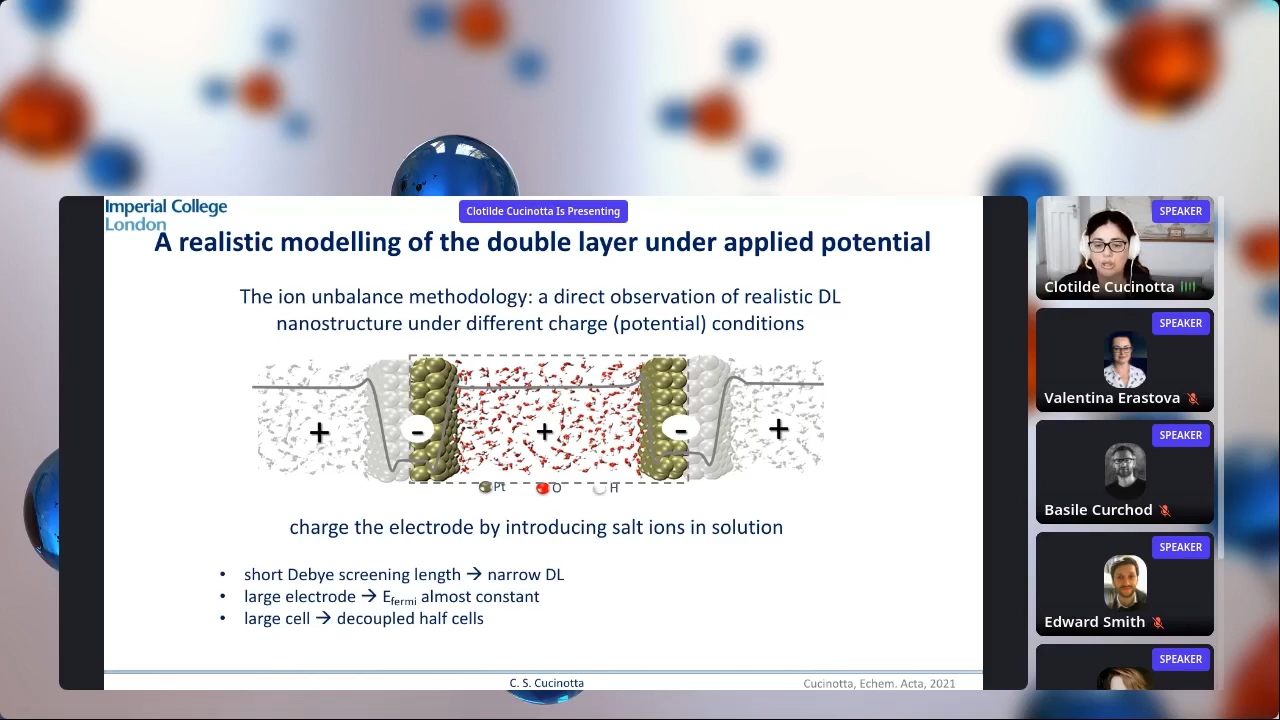 Imperial College
London
Clotilde Cucinotta Is Presenting
A realistic modelling of the double layer under applied potential
The ion unbalance methodology: a direct observation of realistic DL
nanostructure under different charge (potential) conditions
+ - + - +
Pt O H
charge the electrode by introducing salt ions in solution
• short Debye screening length → narrow DL
• large electrode → Efermi almost constant
• large cell → decoupled half cells
C. S. Cucinotta
Cucinotta, Echem. Acta, 2021
SPEAKER
Clotilde Cucinotta
SPEAKER
Valentina Erastova
SPEAKER
Basile Curchod
SPEAKER
Edward Smith
SPEAKER